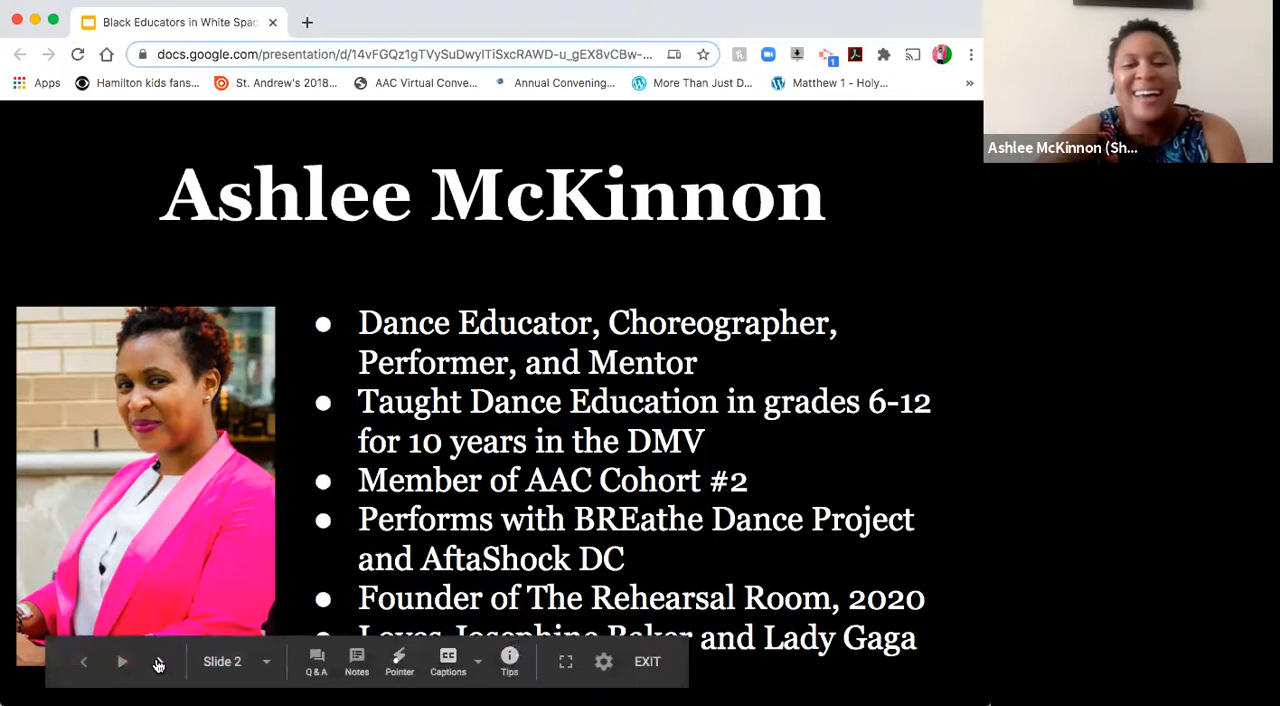 Black Educators in White Spac
docs.google.com/presentation/d/14vFGQz1gTVySuDwyITiSxcRAWD-u_gEX8vCBw-...
1
Apps
Hamilton kids fans...
St. Andrew's 2018...
AAC Virtual Conve...
Annual Convening...
More Than Just D...
Matthew 1 - Holy...
»
Ashlee McKinnon (Sh...
Ashlee McKinnon
● Dance Educator, Choreographer,
Performer, and Mentor
● Taught Dance Education in grades 6-12
for 10 years in the DMV
● Member of AAC Cohort #2
● Performs with BREathe Dance Project
and AftaShock DC
● Founder of The Rehearsal Room, 2020
● Loves Josephine Baker and Lady Gaga
Slide 2
Q & A
Notes
Pointer
CC
Captions
Tips
EXIT